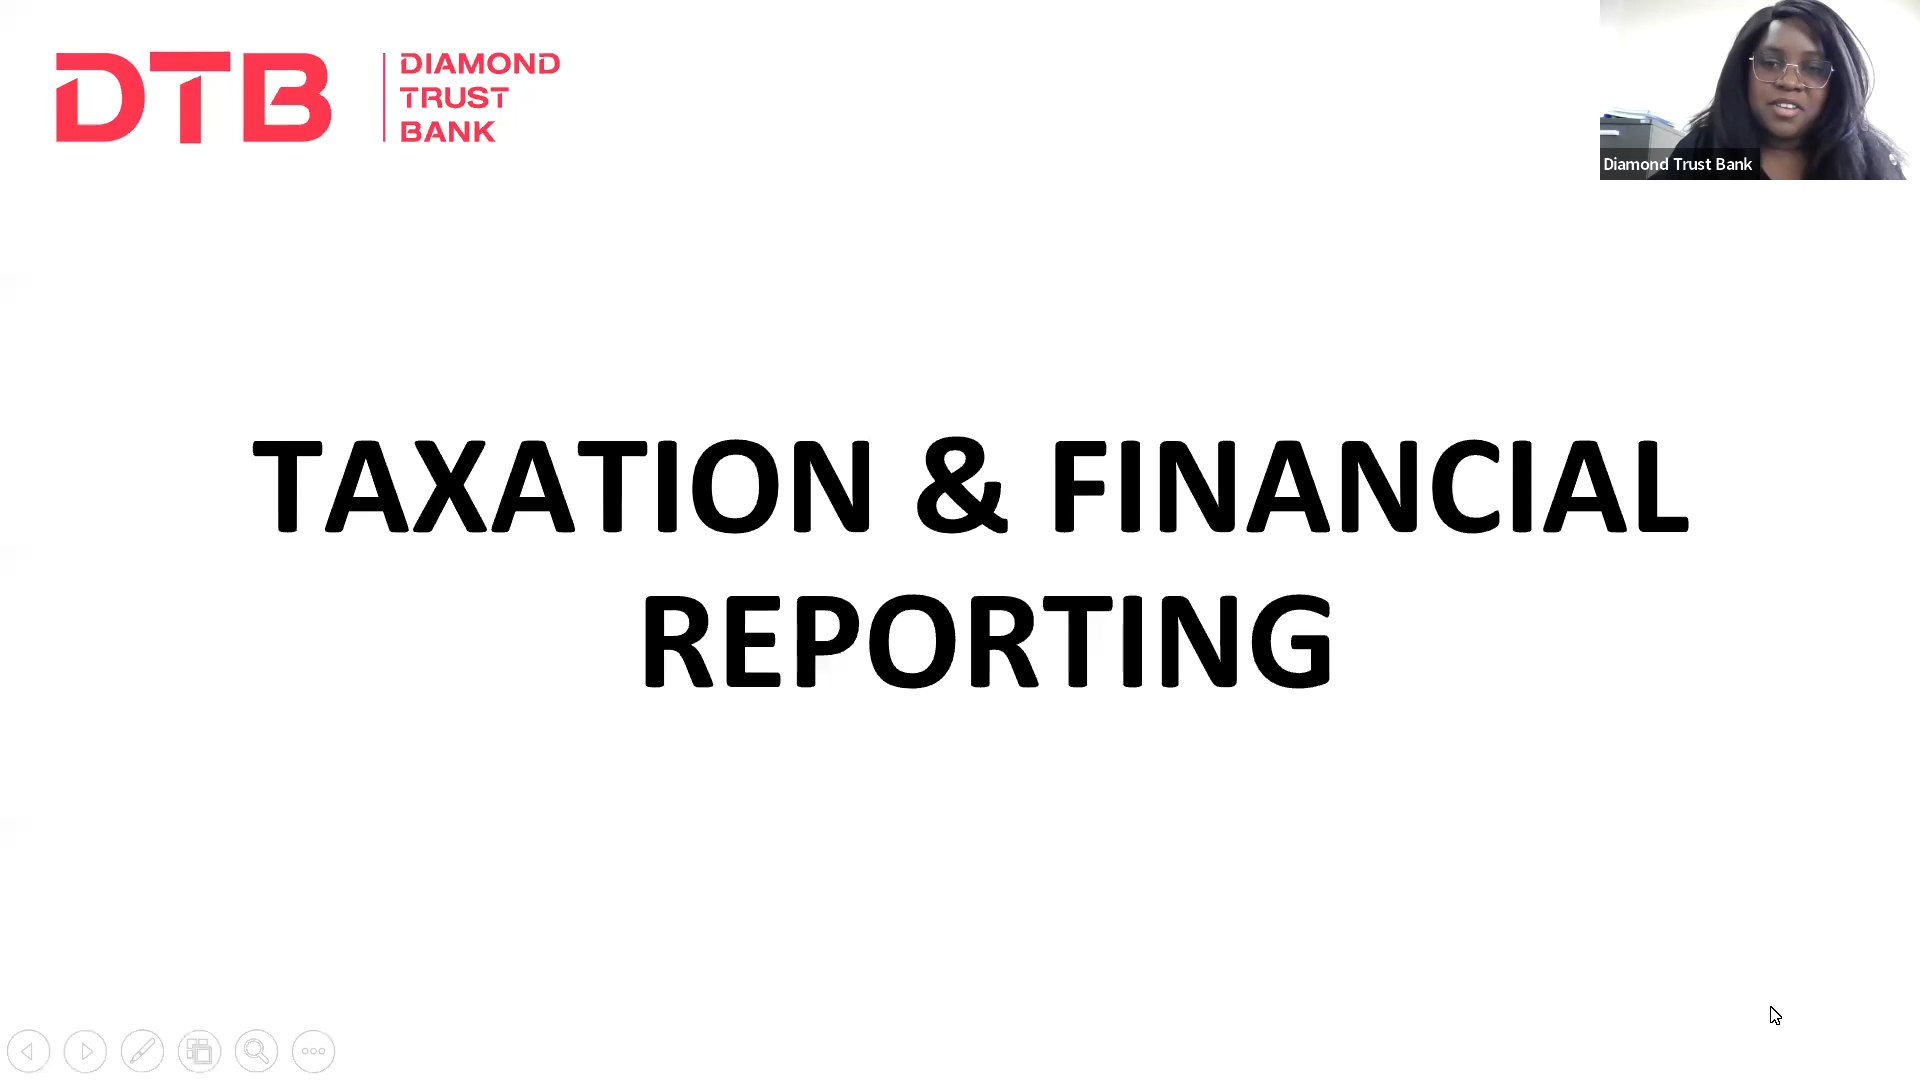 DTB
DIAMOND
TRUST
BANK
Diamond Trust Bank
TAXATION & FINANCIAL
REPORTING